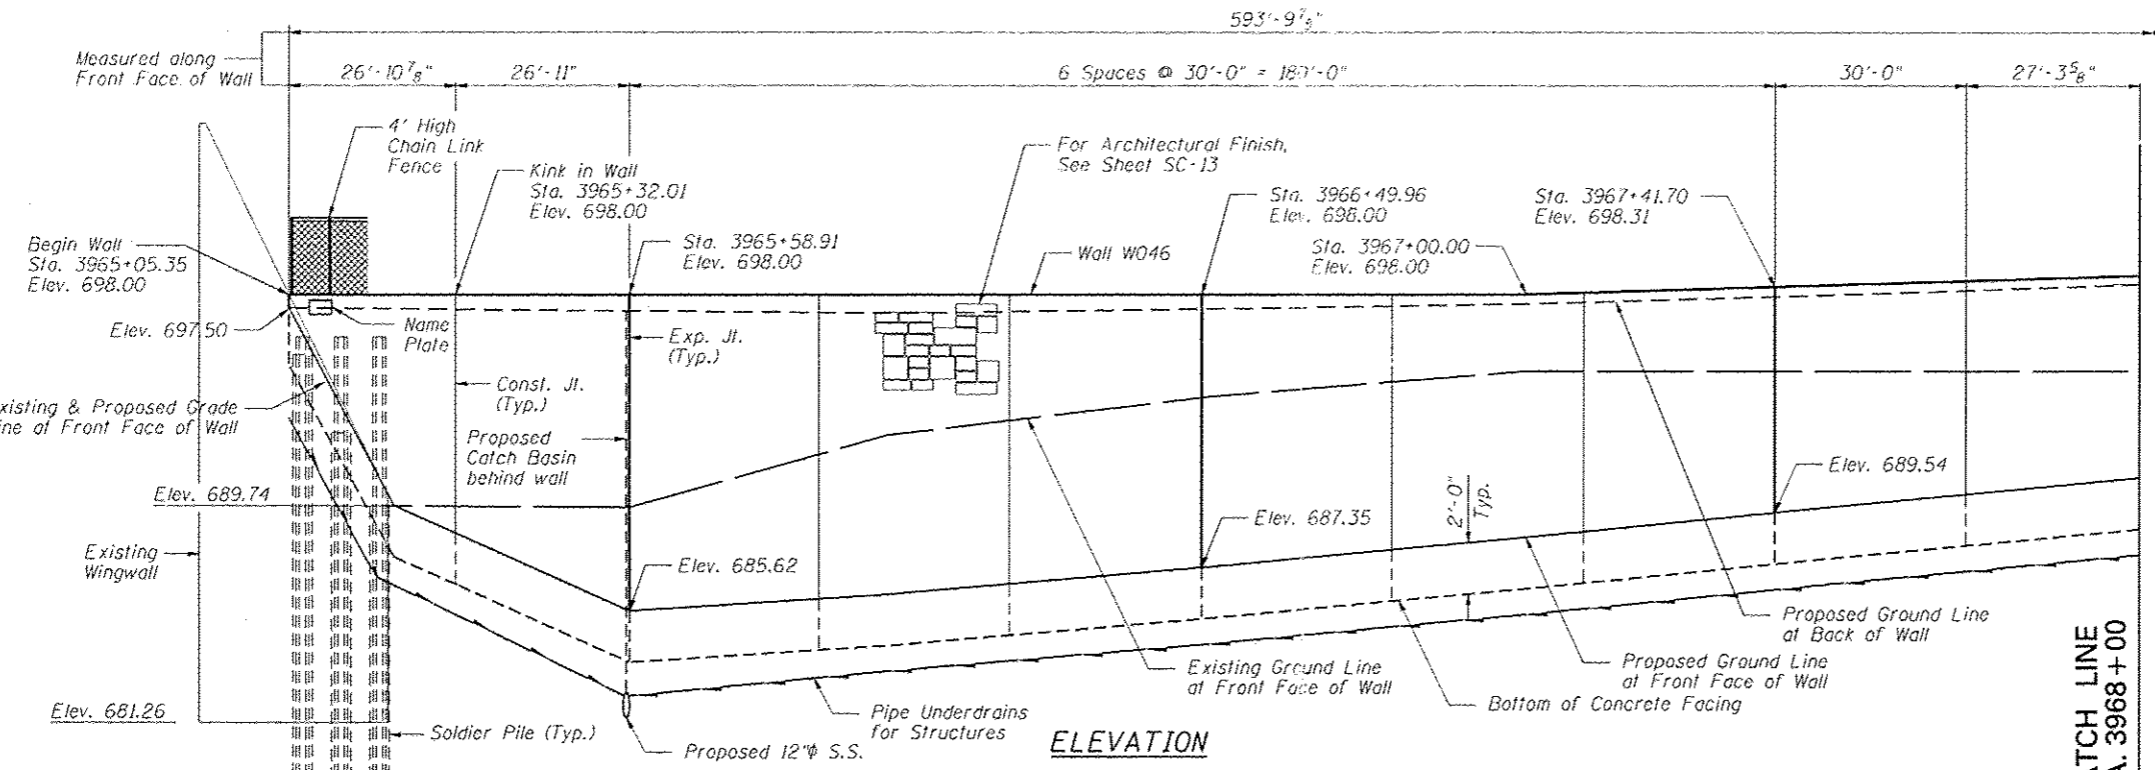 593'-9⅞"
Measured along
Front Face of Wall
26'-10⅞"
26'-11"
6 Spaces @ 30'-0" = 180'-0"
30'-0"
27'-3⅝"
4' High
Chain Link
Fence
For Architectural Finish,
See Sheet SC-13
Kink in Wall
Sta. 3965+32.01
Elev. 698.00
Sta. 3966+49.96
Elev. 698.00
Sta. 3967+41.70
Elev. 698.31
Begin Wall
Sta. 3965+05.35
Elev. 698.00
Sta. 3965+58.91
Elev. 698.00
Wall W046
Sta. 3967+00.00
Elev. 698.00
Elev. 697.50
Name
Plate
Exp. Jt.
(Typ.)
Const. Jt.
(Typ.)
xisting & Proposed Grade
ine at Front Face of Wall
Proposed
Catch Basin
behind wall
Elev. 689.74
Elev. 689.54
2'-0"
Typ.
Elev. 687.35
Existing
Wingwall
Elev. 685.62
Proposed Ground Line
at Back of Wall
Existing Ground Line
at Front Face of Wall
Proposed Ground Line
at Front Face of Wall
Bottom of Concrete Facing
Elev. 681.26
Soldier Pile (Typ.)
Pipe Underdrains
for Structures
Proposed 12"ϕ S.S.
ELEVATION
ATCH LINE
A. 3968+00